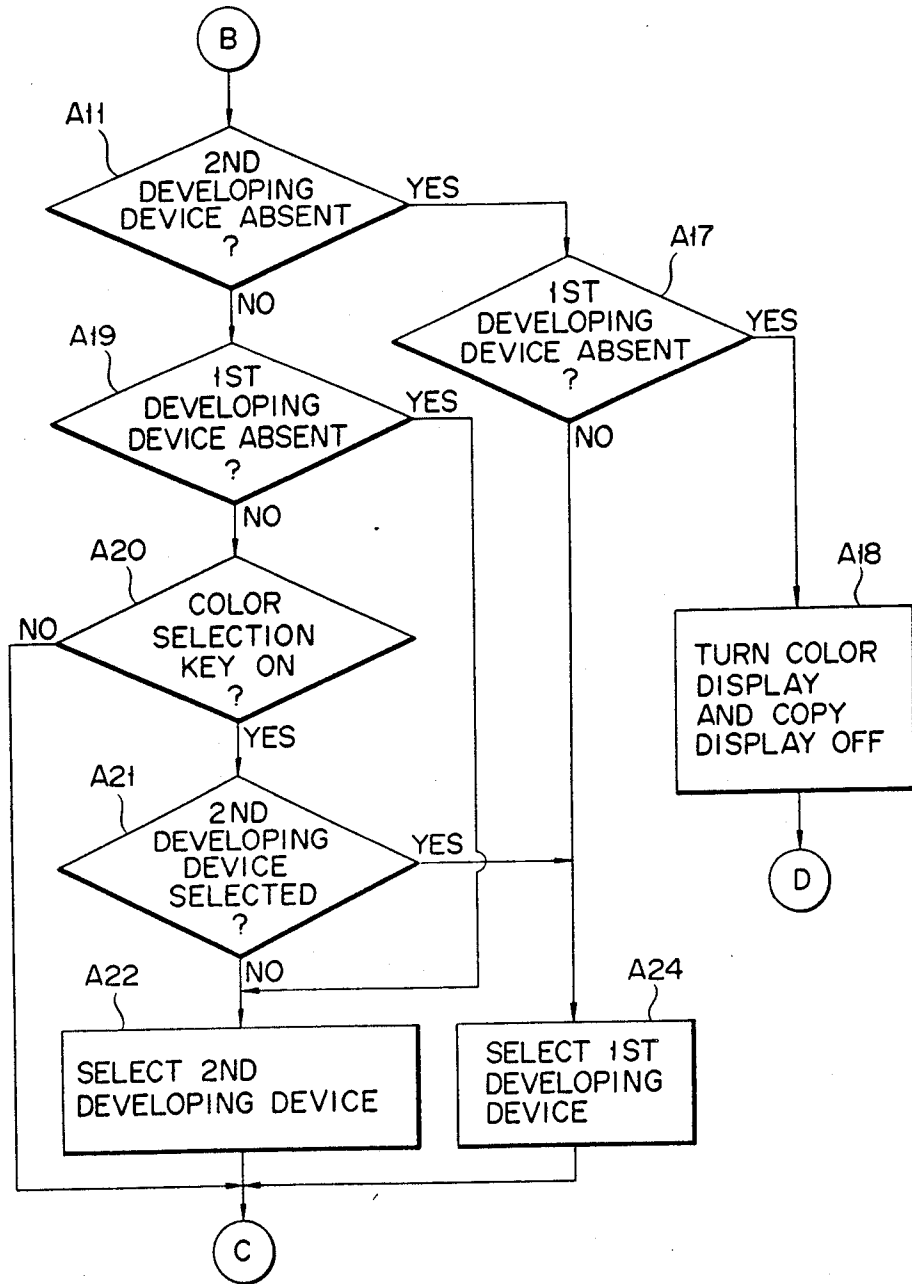 B
A11
2ND
DEVELOPING
DEVICE ABSENT
?
YES
NO
A17
1ST
DEVELOPING
DEVICE ABSENT
?
YES
NO
A19
1ST
DEVELOPING
DEVICE ABSENT
?
YES
NO
A20
COLOR
SELECTION
KEY ON
?
NO
YES
A18
TURN COLOR
DISPLAY
AND COPY
DISPLAY OFF
D
A21
2ND
DEVELOPING
DEVICE
SELECTED
?
YES
NO
A22
SELECT 2ND
DEVELOPING DEVICE
A24
SELECT 1ST
DEVELOPING
DEVICE
C